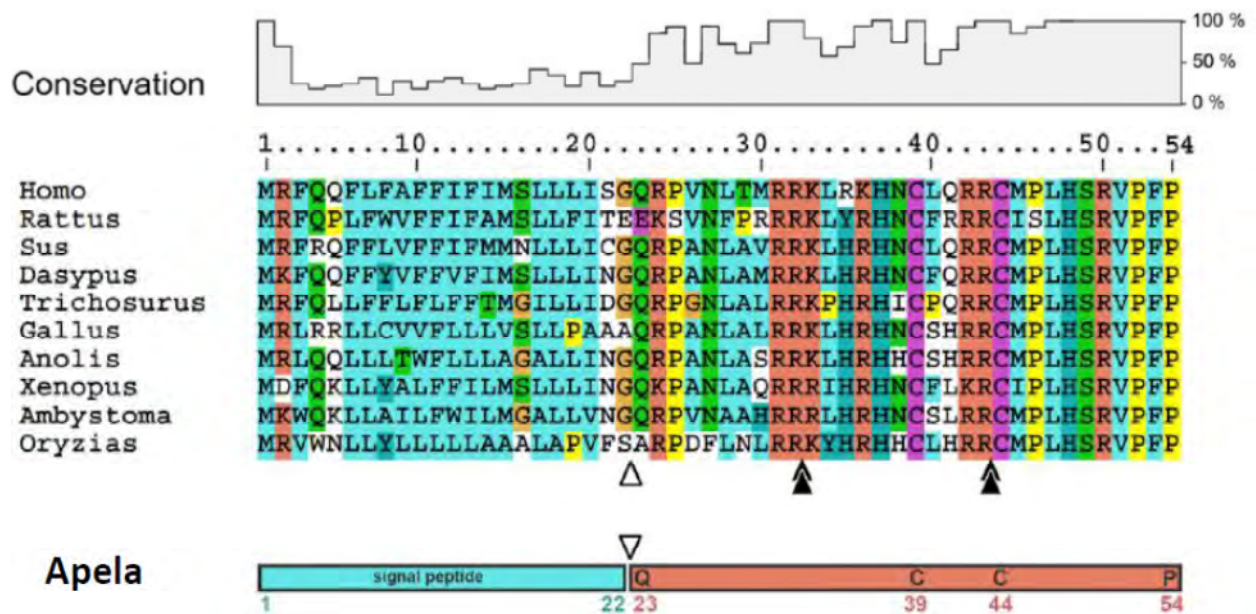 100 %
50 %
0 %
Conservation
1........10........20........30........40........50..54
Homo MRFQQFLFAFFIFIMSLLLISGQRPVNLTMRRKLRKHNCLQRRCMPLHSRVPFP
Rattus MRFQPLFWVFFIFAMSLLFITEEKSVNFPRRRKLYRHNCFRRRCISLHSRVPFP
Sus MRFRQFFLVFFIFMMNLLLICGQRPANLAVRRKLHRHNCLQRRCMPLHSRVPFP
Dasypus MKFQQFFYVFFVFIMSLLLINGQRPANLAMRRKLHRHNCFQRRCMPLHSRVPFP
Trichosurus MRFQLLFFLFLFFTMGILLIDGQRPGNLALRRKPHRHICPQRRCMPLHSRVPFP
Gallus MRLRRLLCVVFLLLVSLLPAAAQRPANLALRRKLHRHNCSHRRCMPLHSRVPFP
Anolis MRLQQLLLTWFLLLAGALLINGQRPANLASRRKLHRHHCSHRRCMPLHSRVPFP
Xenopus MDFQKLLYALFFILMSLLLINGQKPANLAQRRRIHRHNCFLKRCIPLHSRVPFP
Ambystoma MKWQKLLAILFWILMGALLVNGQRPVNAAHRRRLHRHNCSLRRCMPLHSRVPFP
Oryzias MRVWNLLYLLLLLAAALAPVFSARPDFLNLRRKYHRHHCLHRRCMPLHSRVPFP
Apela signal peptide Q C C P
1 22 23 39 44 54